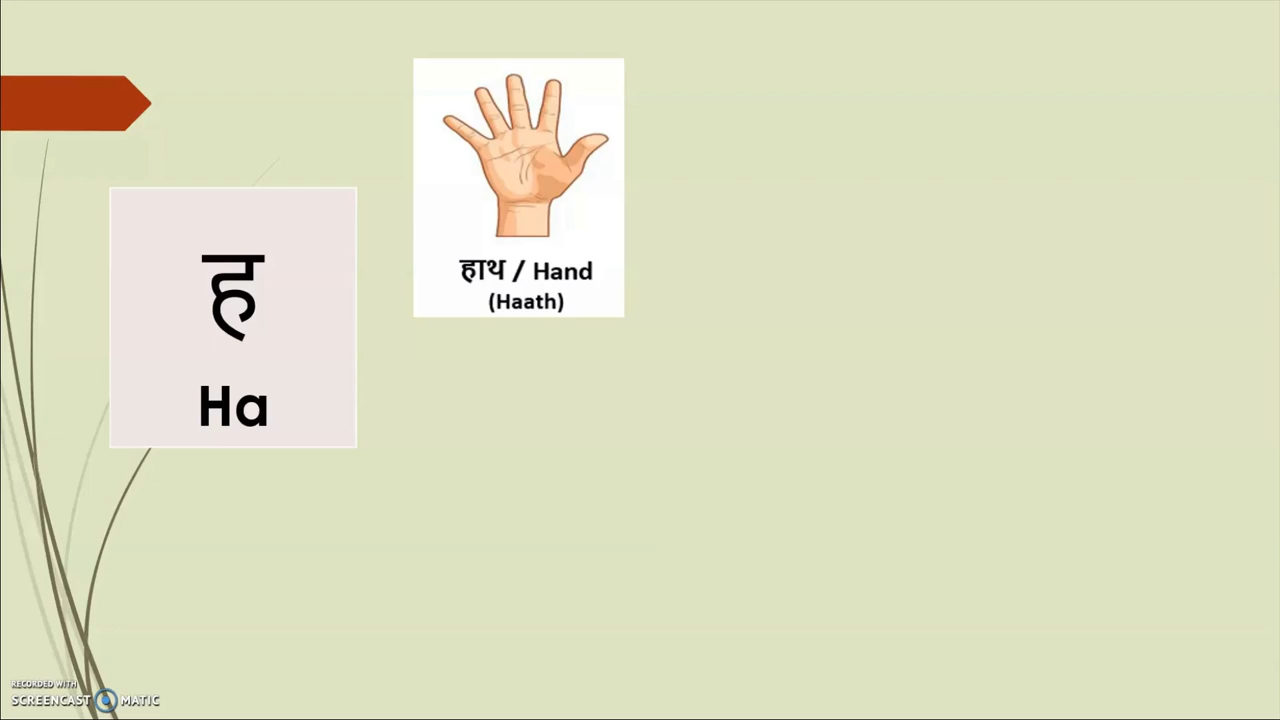 ह
Ha
हाथ / Hand
(Haath)
RECORDED WITH
SCREENCAST MATIC